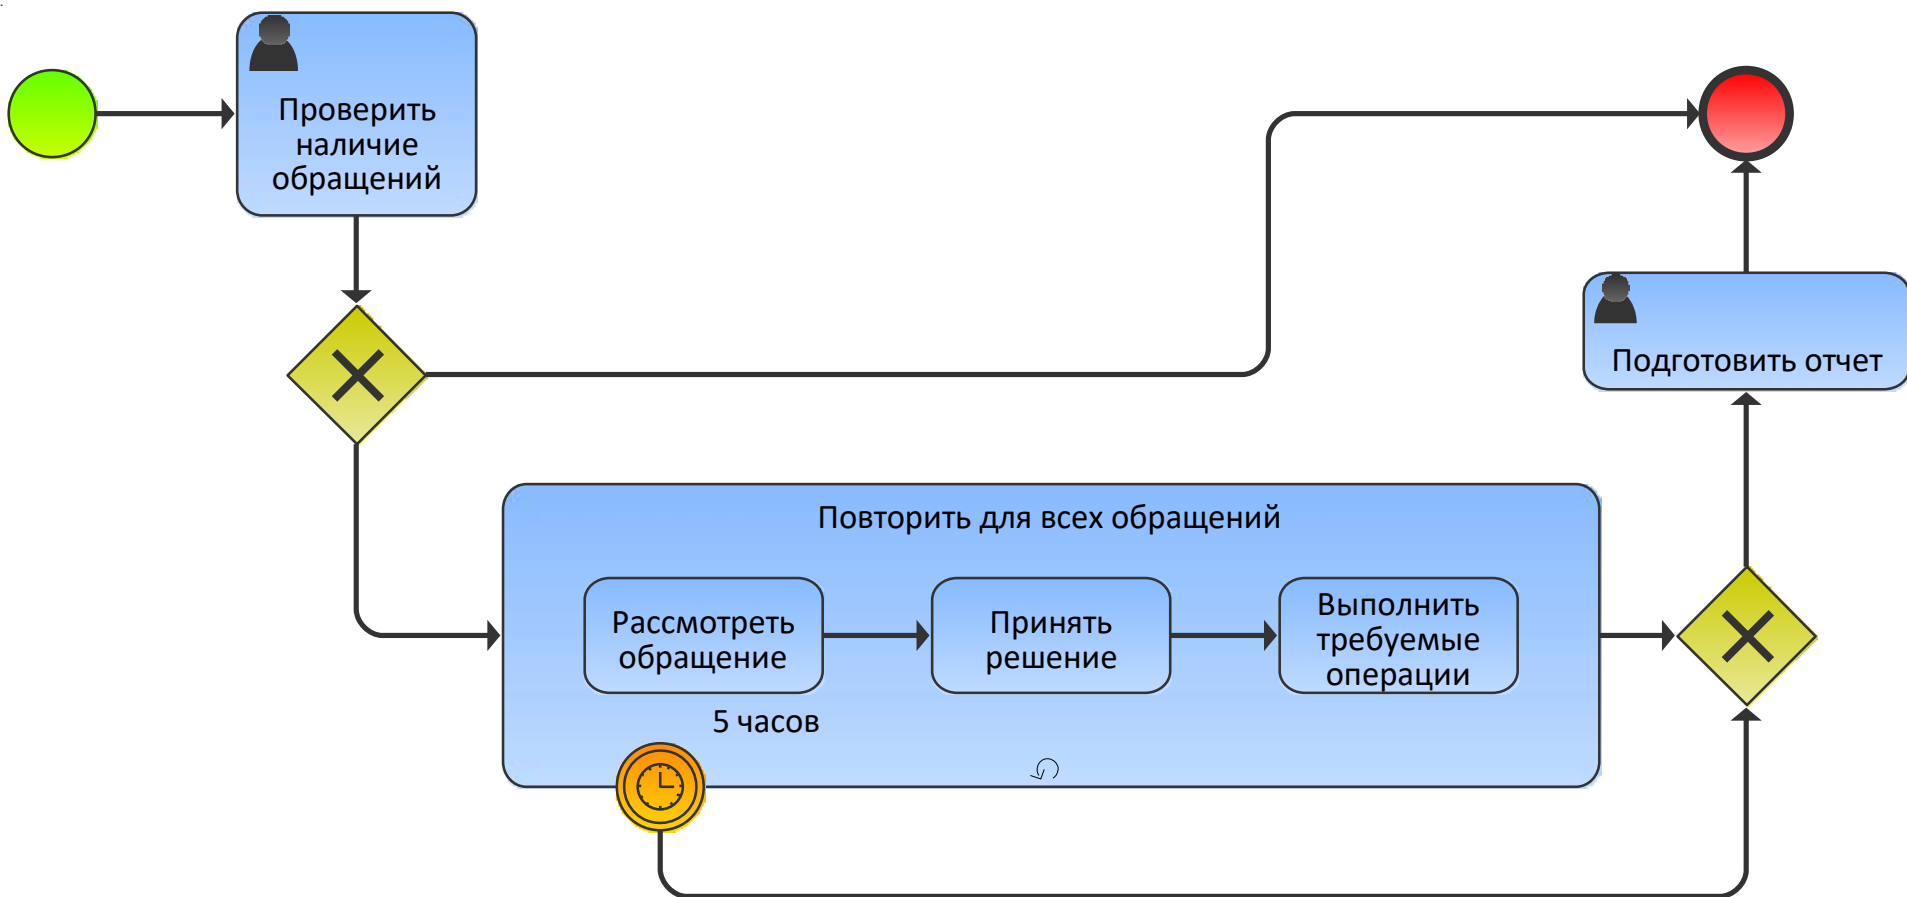 Проверить
наличие
обращений
Подготовить отчет
Повторить для всех обращений
Рассмотреть
обращение
Принять
решение
Выполнить
требуемые
операции
5 часов